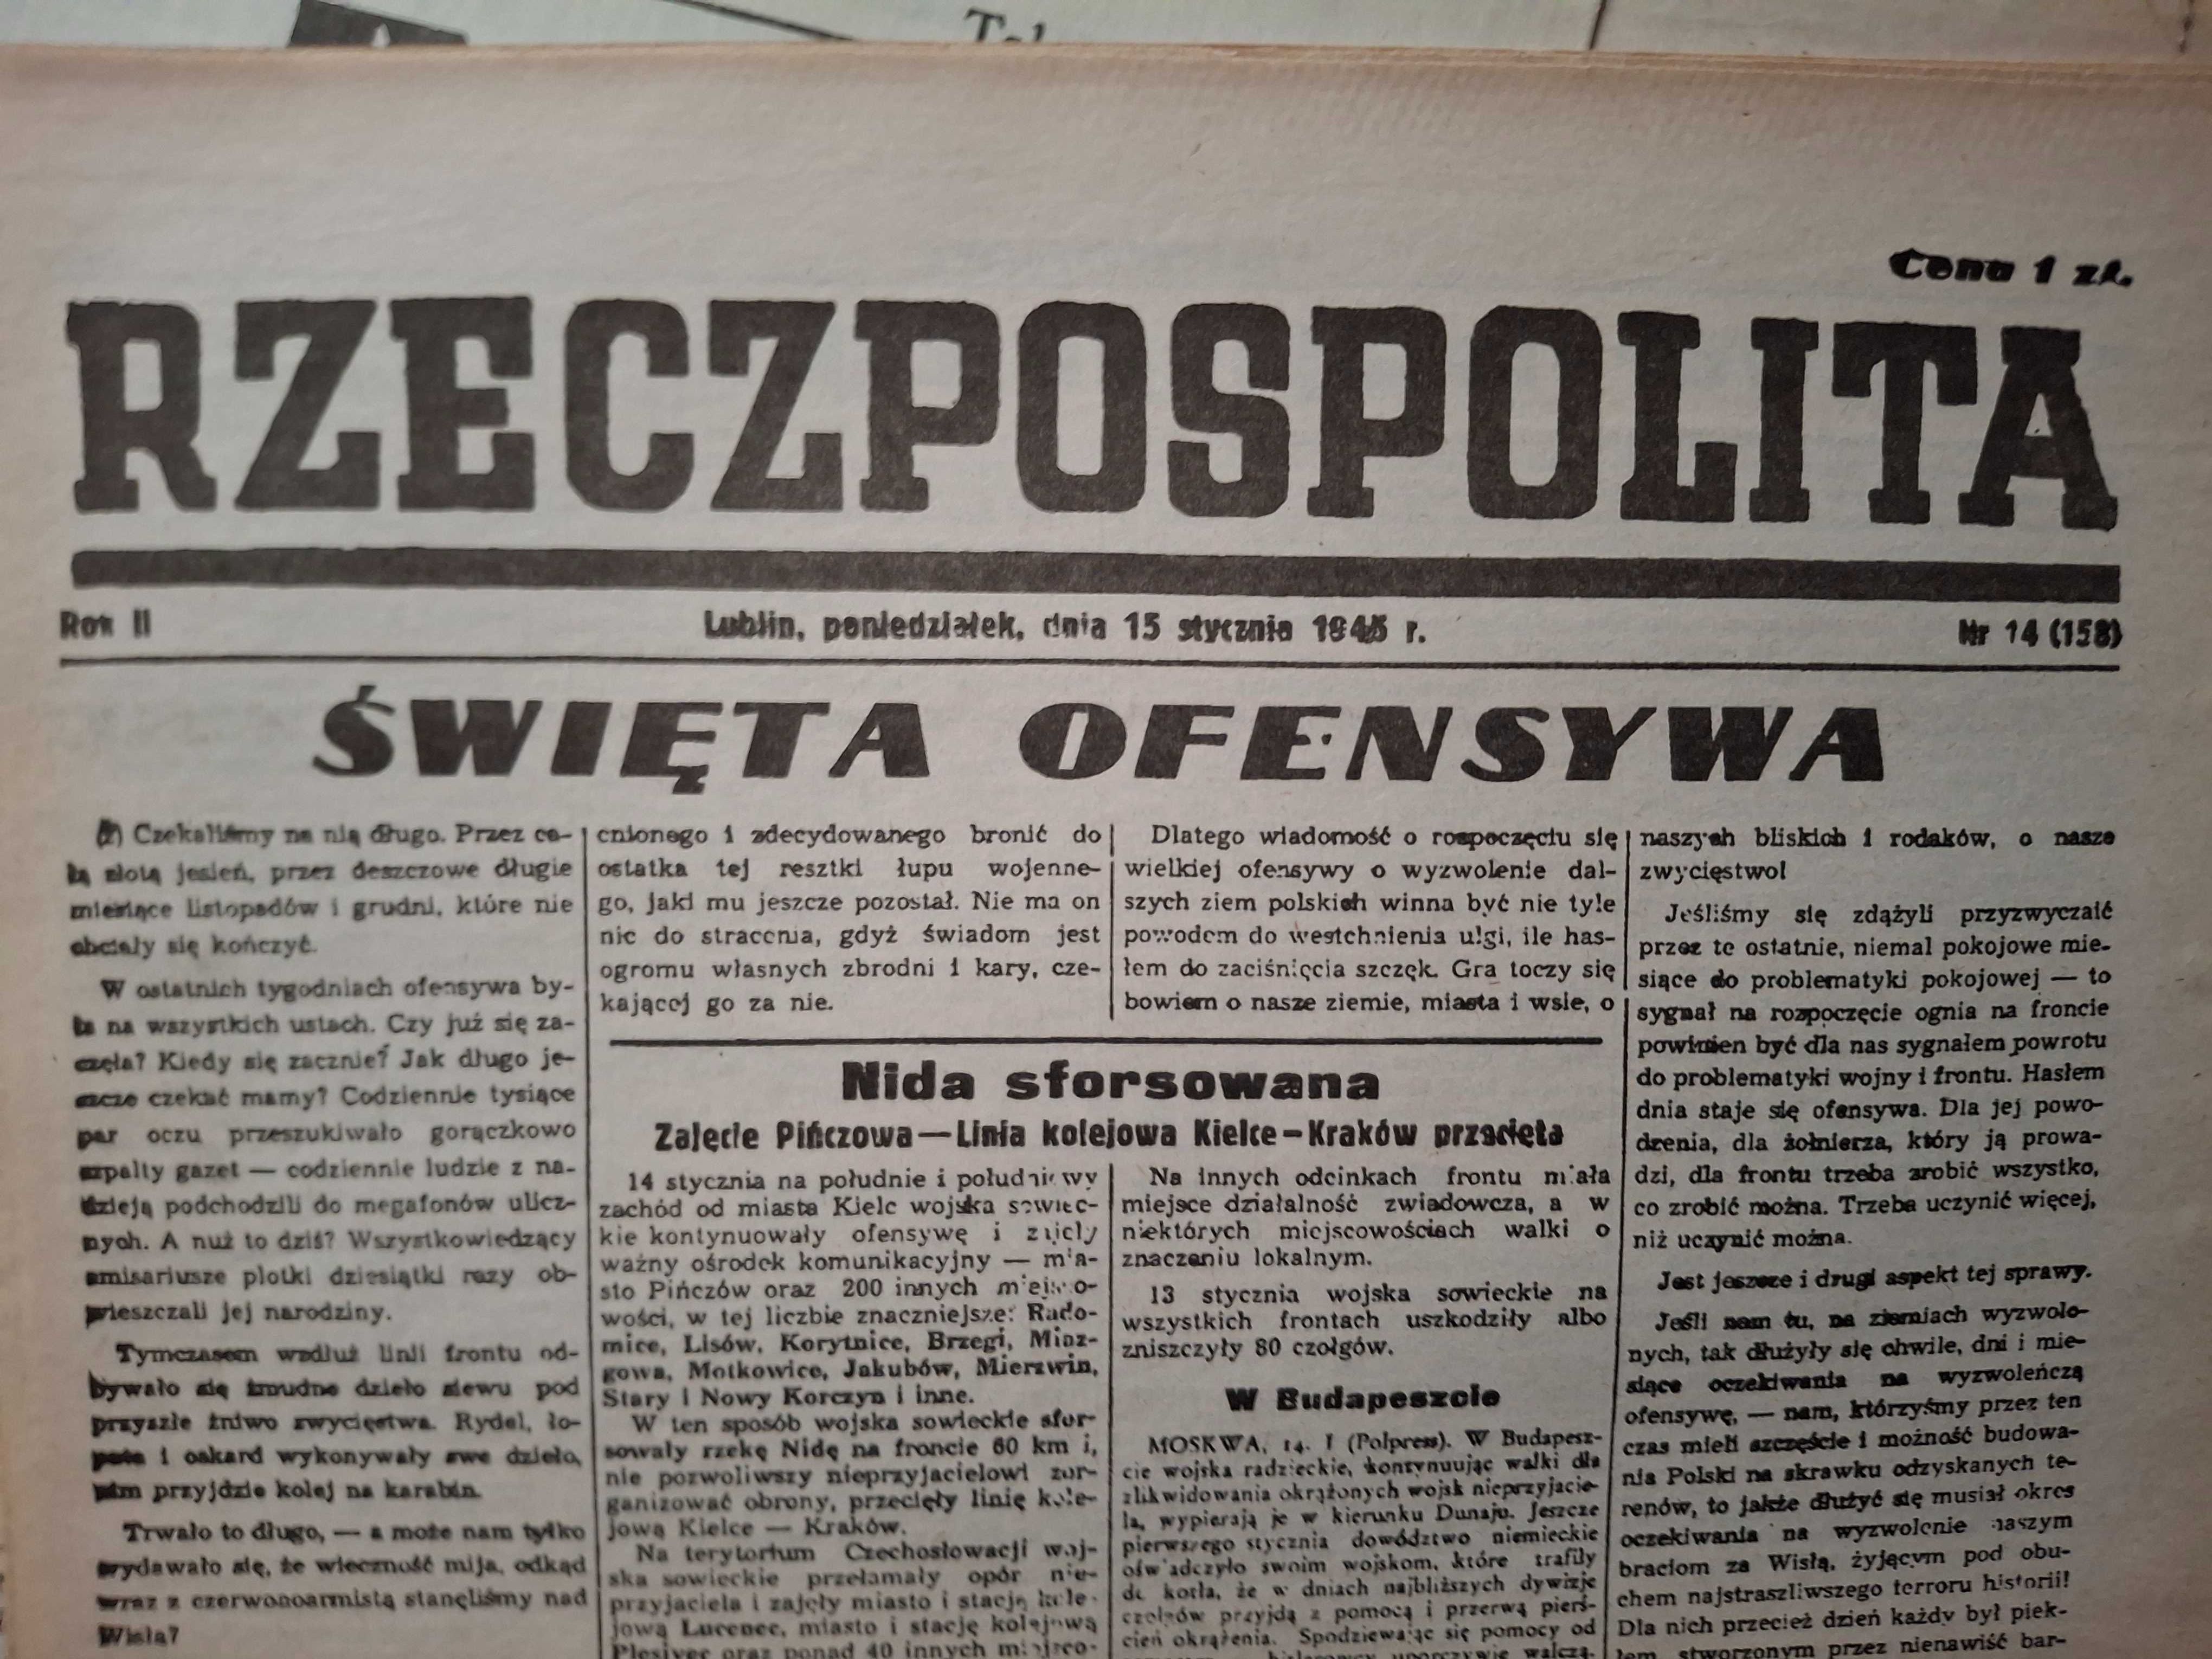 Cena 1 zł.
RZECZPOSPOLITA
Rok II
Lublin, poniedziałek, dnia 15 stycznia 1945 r.
Nr 14 (158)
ŚWIĘTA OFENSYWA
Czekaliśmy na nią długo. Przez ca-
łą złotą jesień, przez deszczowe długie
miesiące listopadów i grudni, które nie
chciały się kończyć.
W ostatnich tygodniach ofensywa by-
ła na wszystkich ustach. Czy już się za-
częła? Kiedy się zacznie? Jak długo je-
szcze czekać mamy? Codziennie tysiące
par oczu przeszukiwało gorączkowo
szpalty gazet — codziennie ludzie z na-
dzieją podchodzili do megafonów ulicz-
nych. A nuż to dziś? Wszystkowiedzący
emisariusze plotki dziesiątki razy ob-
wieszczali jej narodziny.
Tymczasem wzdłuż linii frontu od-
bywało się żmudne dzieło siewu pod
przyszłe żniwo zwycięstwa. Rydel, ło-
pata i oskard wykonywały swe dzieło,
nim przyjdzie kolej na karabin.
Trwało to długo, — a może nam tylko
wydawało się, że wieczność mija, odkąd
wraz z czerwonoarmistą stanęliśmy nad
Wisłą?
cnionego i zdecydowanego bronić do
ostatka tej resztki łupu wojenne-
go, jaki mu jeszcze pozostał. Nie ma on
nic do stracenia, gdyż świadom jest
ogromu własnych zbrodni i kary, cze-
kającej go za nie.
Dlatego wiadomość o rozpoczęciu się
wielkiej ofensywy o wyzwolenie dal-
szych ziem polskich winna być nie tyle
powodem do westchnienia ulgi, ile has-
łem do zaciśnięcia szczęk. Gra toczy się
bowiem o nasze ziemie, miasta i wsie, o
naszych bliskich i rodaków, o nasze
zwycięstwo!
Jeśliśmy się zdążyli przyzwyczaić
przez te ostatnie, niemal pokojowe mie-
siące do problematyki pokojowej — to
sygnał na rozpoczęcie ognia na froncie
powinien być dla nas sygnałem powrotu
do problematyki wojny i frontu. Hasłem
dnia staje się ofensywa. Dla jej powo-
dzenia, dla żołnierza, który ją prowa-
dzi, dla frontu trzeba zrobić wszystko,
co zrobić można. Trzeba uczynić więcej,
niż uczynić można.
Jest jeszcze i drugi aspekt tej sprawy.
Jeśli nam tu, na ziemiach wyzwolo-
nych, tak dłużyły się chwile, dni i mie-
siące oczekiwania na wyzwoleńczą
ofensywę, — nam, którzyśmy przez ten
czas mieli szczęście i możność budowa-
nia Polski na skrawku odzyskanych te-
renów, to jakże dłużyć się musiał okres
oczekiwania na wyzwolenie naszym
braciom za Wisłą, żyjącym pod obu-
chem najstraszliwszego terroru historii!
Dla nich przecież dzień każdy był piek-
łem, stworzonym przez nienawiść bar-
Nida sforsowana
Zajęcie Pińczowa—Linia kolejowa Kielce–Kraków przecięta
14 stycznia na południe i południowy
zachód od miasta Kielc wojska sowiec-
kie kontynuowały ofensywę i zajęły
ważny ośrodek komunikacyjny — mia-
sto Pińczów oraz 200 innych miejsco-
wości, w tej liczbie znaczniejsze: Rado-
mice, Lisów, Korytnice, Brzegi, Miaz-
gowa, Motkowice, Jakubów, Mierzwin,
Stary i Nowy Korczyn i inne.
W ten sposób wojska sowieckie sfor-
sowały rzekę Nidę na froncie 60 km i,
nie pozwoliwszy nieprzyjacielowi zor-
ganizować obrony, przecięły linię kole-
jową Kielce — Kraków.
Na terytorium Czechosłowacji woj-
ska sowieckie przełamały opór nie-
przyjaciela i zajęły miasto i stację kole-
jową Lucenec, miasto i stację kolejową
Plesivec oraz ponad 40 innych miejsco-
Na innych odcinkach frontu miała
miejsce działalność zwiadowcza, a w
niektórych miejscowościach walki o
znaczeniu lokalnym.
13 stycznia wojska sowieckie na
wszystkich frontach uszkodziły albo
zniszczyły 80 czołgów.
W Budapeszcie
MOSKWA, 14. I (Polpress). W Budapesz-
cie wojska radzieckie, kontynuując walki dla
zlikwidowania okrążonych wojsk nieprzyjacie-
la, wypierają je w kierunku Dunaju. Jeszcze
pierwszego stycznia dowództwo niemieckie
oświadczyło swoim wojskom, które trafiły
do kotła, że w dniach najbliższych dywizje
czołgów przyjdą z pomocą i przerwą pierś-
cień okrążenia. Spodziewając się pomocy od
uporczywie walczą.